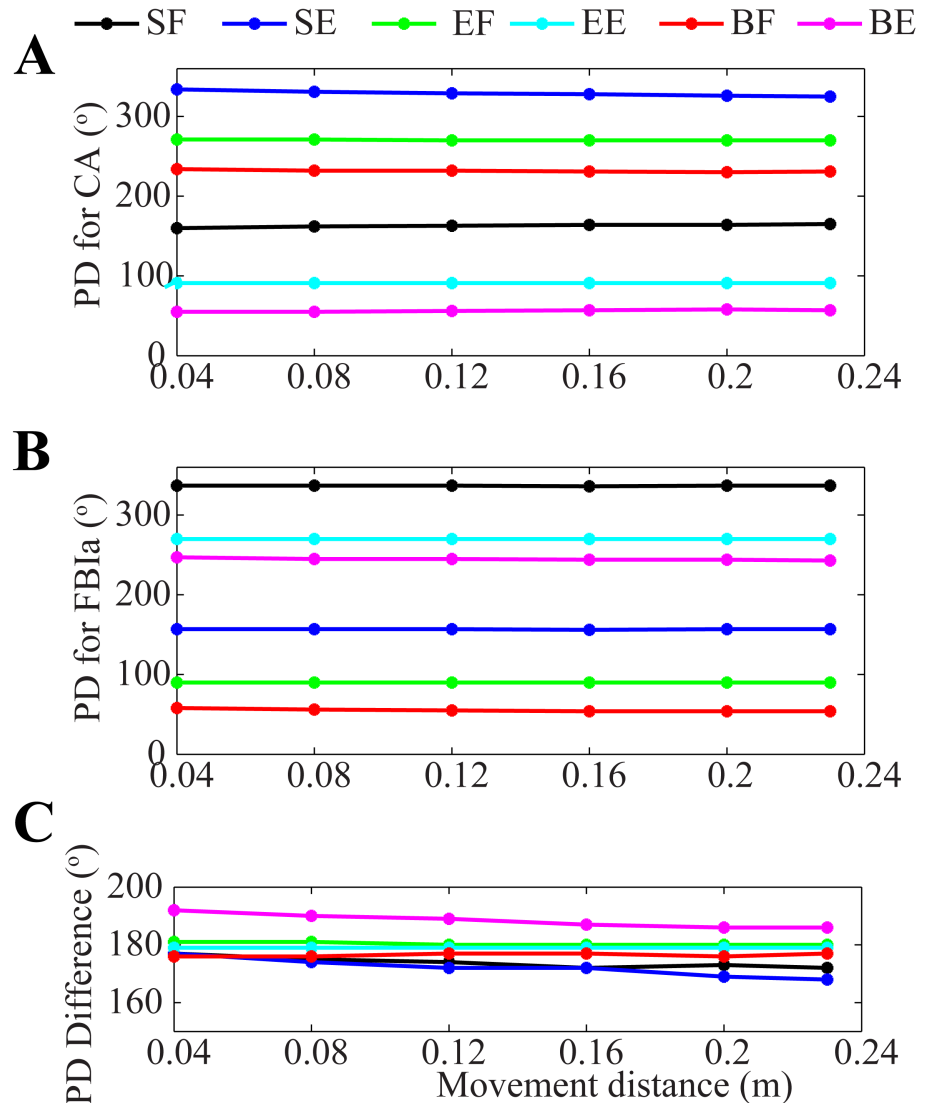 SF SE EF EE BF BE
A
PD for CA (º)
300
200
100
0
0.04 0.08 0.12 0.16 0.2 0.24
B
PD for FBIa (º)
300
200
100
0
0.04 0.08 0.12 0.16 0.2 0.24
C
PD Difference (º)
200
180
160
0.04 0.08 0.12 0.16 0.2 0.24
Movement distance (m)